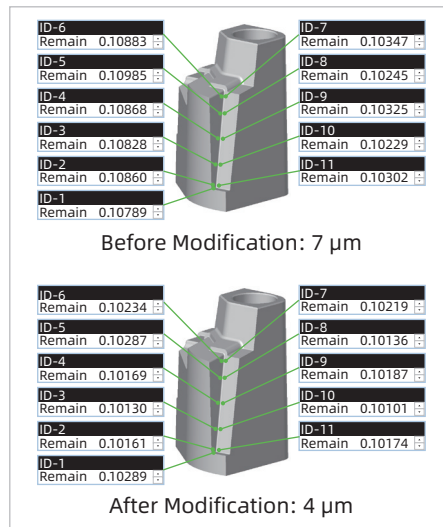 ID-6
Remain 0.10883
ID-5
Remain 0.10985
ID-4
Remain 0.10868
ID-3
Remain 0.10828
ID-2
Remain 0.10860
ID-1
Remain 0.10789
ID-7
Remain 0.10347
ID-8
Remain 0.10245
ID-9
Remain 0.10325
ID-10
Remain 0.10229
ID-11
Remain 0.10302
Before Modification: 7 μm
ID-6
Remain 0.10234
ID-5
Remain 0.10287
ID-4
Remain 0.10169
ID-3
Remain 0.10130
ID-2
Remain 0.10161
ID-1
Remain 0.10289
ID-7
Remain 0.10219
ID-8
Remain 0.10136
ID-9
Remain 0.10187
ID-10
Remain 0.10101
ID-11
Remain 0.10174
After Modification: 4 μm